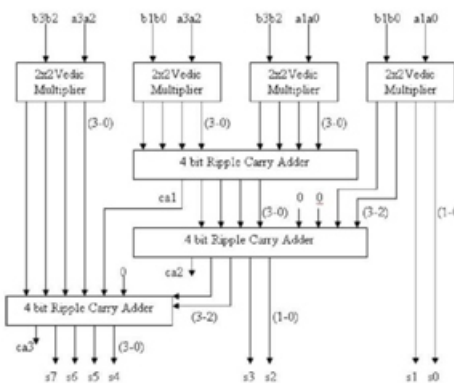 b3b2 a3a2 b1b0 a3a2 b3b2 a1a0 b1b0 a1a0
2x2Vedic Multiplier
2x2Vedic Multiplier
2x2Vedic Multiplier
2x2Vedic Multiplier
(3-0) (3-0) (3-0)
4 bit Ripple Carry Adder
ca1 (3-0) 0 0 (3-2)
4 bit Ripple Carry Adder
ca2 0
4 bit Ripple Carry Adder
(3-2) (1-0)
ca3 (3-0)
s7 s6 s5 s4 s3 s2 s1 s0